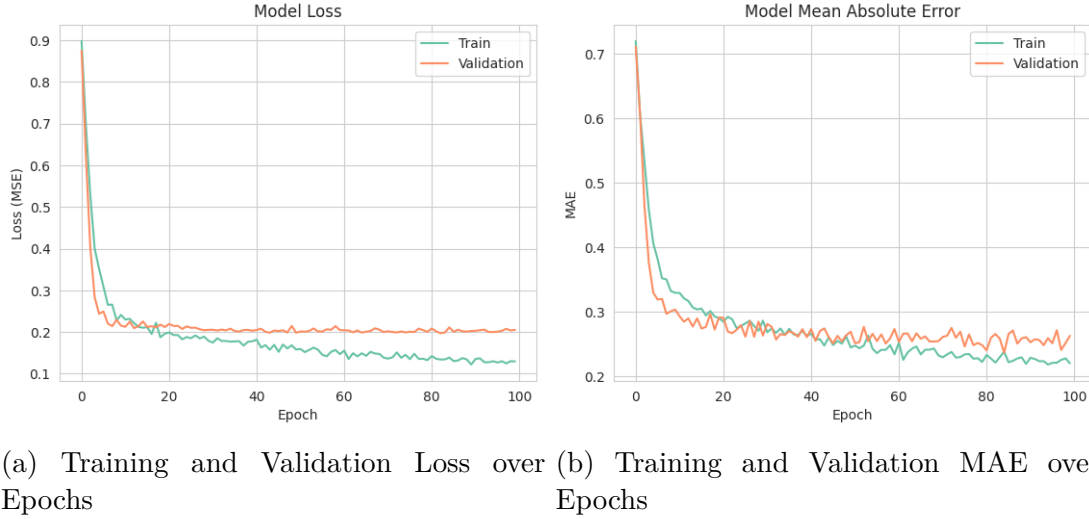 Model Loss
0.9
0.8
0.7
0.6
0.5
0.4
0.3
0.2
0.1
Loss (MSE)
0
20
40
60
80
100
Epoch
Train
Validation
Model Mean Absolute Error
0.7
0.6
0.5
0.4
0.3
0.2
MAE
0
20
40
60
80
100
Epoch
Train
Validation
(a) Training and Validation Loss over
Epochs
(b) Training and Validation MAE ove
Epochs